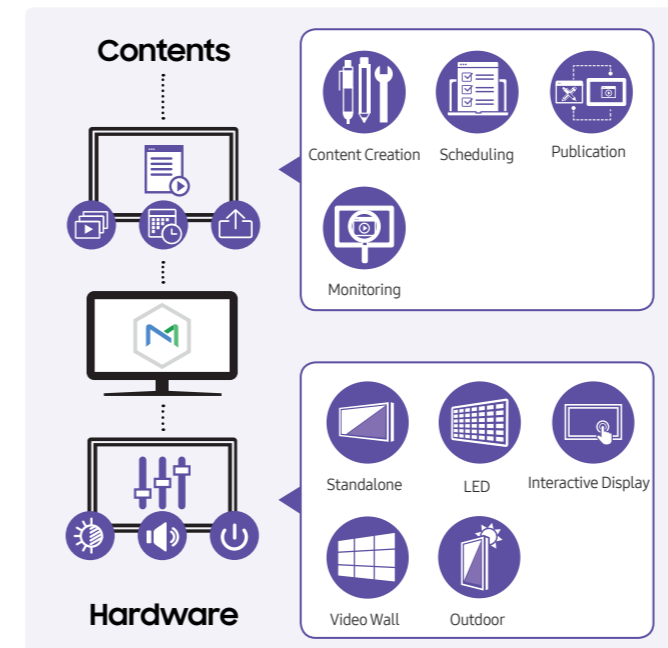 Contents
Content Creation
Scheduling
Publication
Monitoring
Standalone
LED
Interactive Display
Video Wall
Outdoor
Hardware